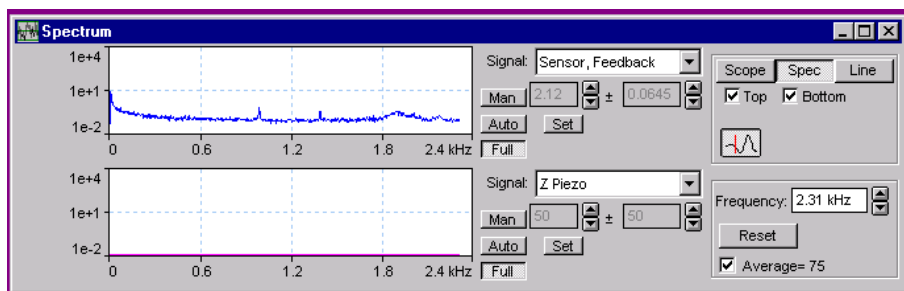 Spectrum
1e+4
1e+1
1e-2
0 0.6 1.2 1.8 2.4 kHz
Signal: Sensor, Feedback
Man 2.12 ± 0.0645
Auto Set
Full
1e+4
1e+1
1e-2
0 0.6 1.2 1.8 2.4 kHz
Signal: Z Piezo
Man 50 ± 50
Auto Set
Full
Scope Spec Line
Top Bottom
Frequency: 2.31 kHz
Reset
Average= 75